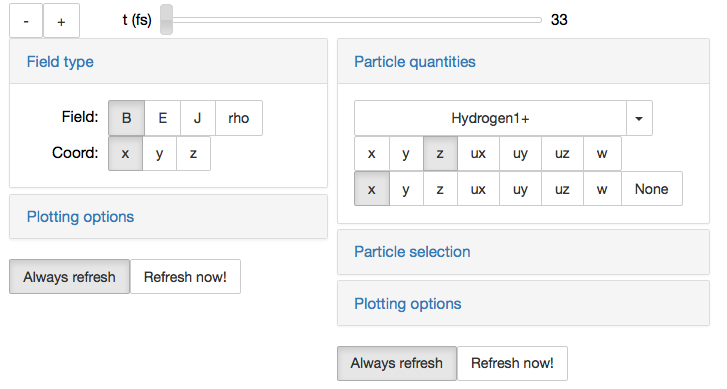 - + t (fs) 33
Field type
Field: B E J rho
Coord: x y z
Plotting options
Always refresh Refresh now!
Particle quantities
Hydrogen1+
x y z ux uy uz w
x y z ux uy uz w None
Particle selection
Plotting options
Always refresh Refresh now!